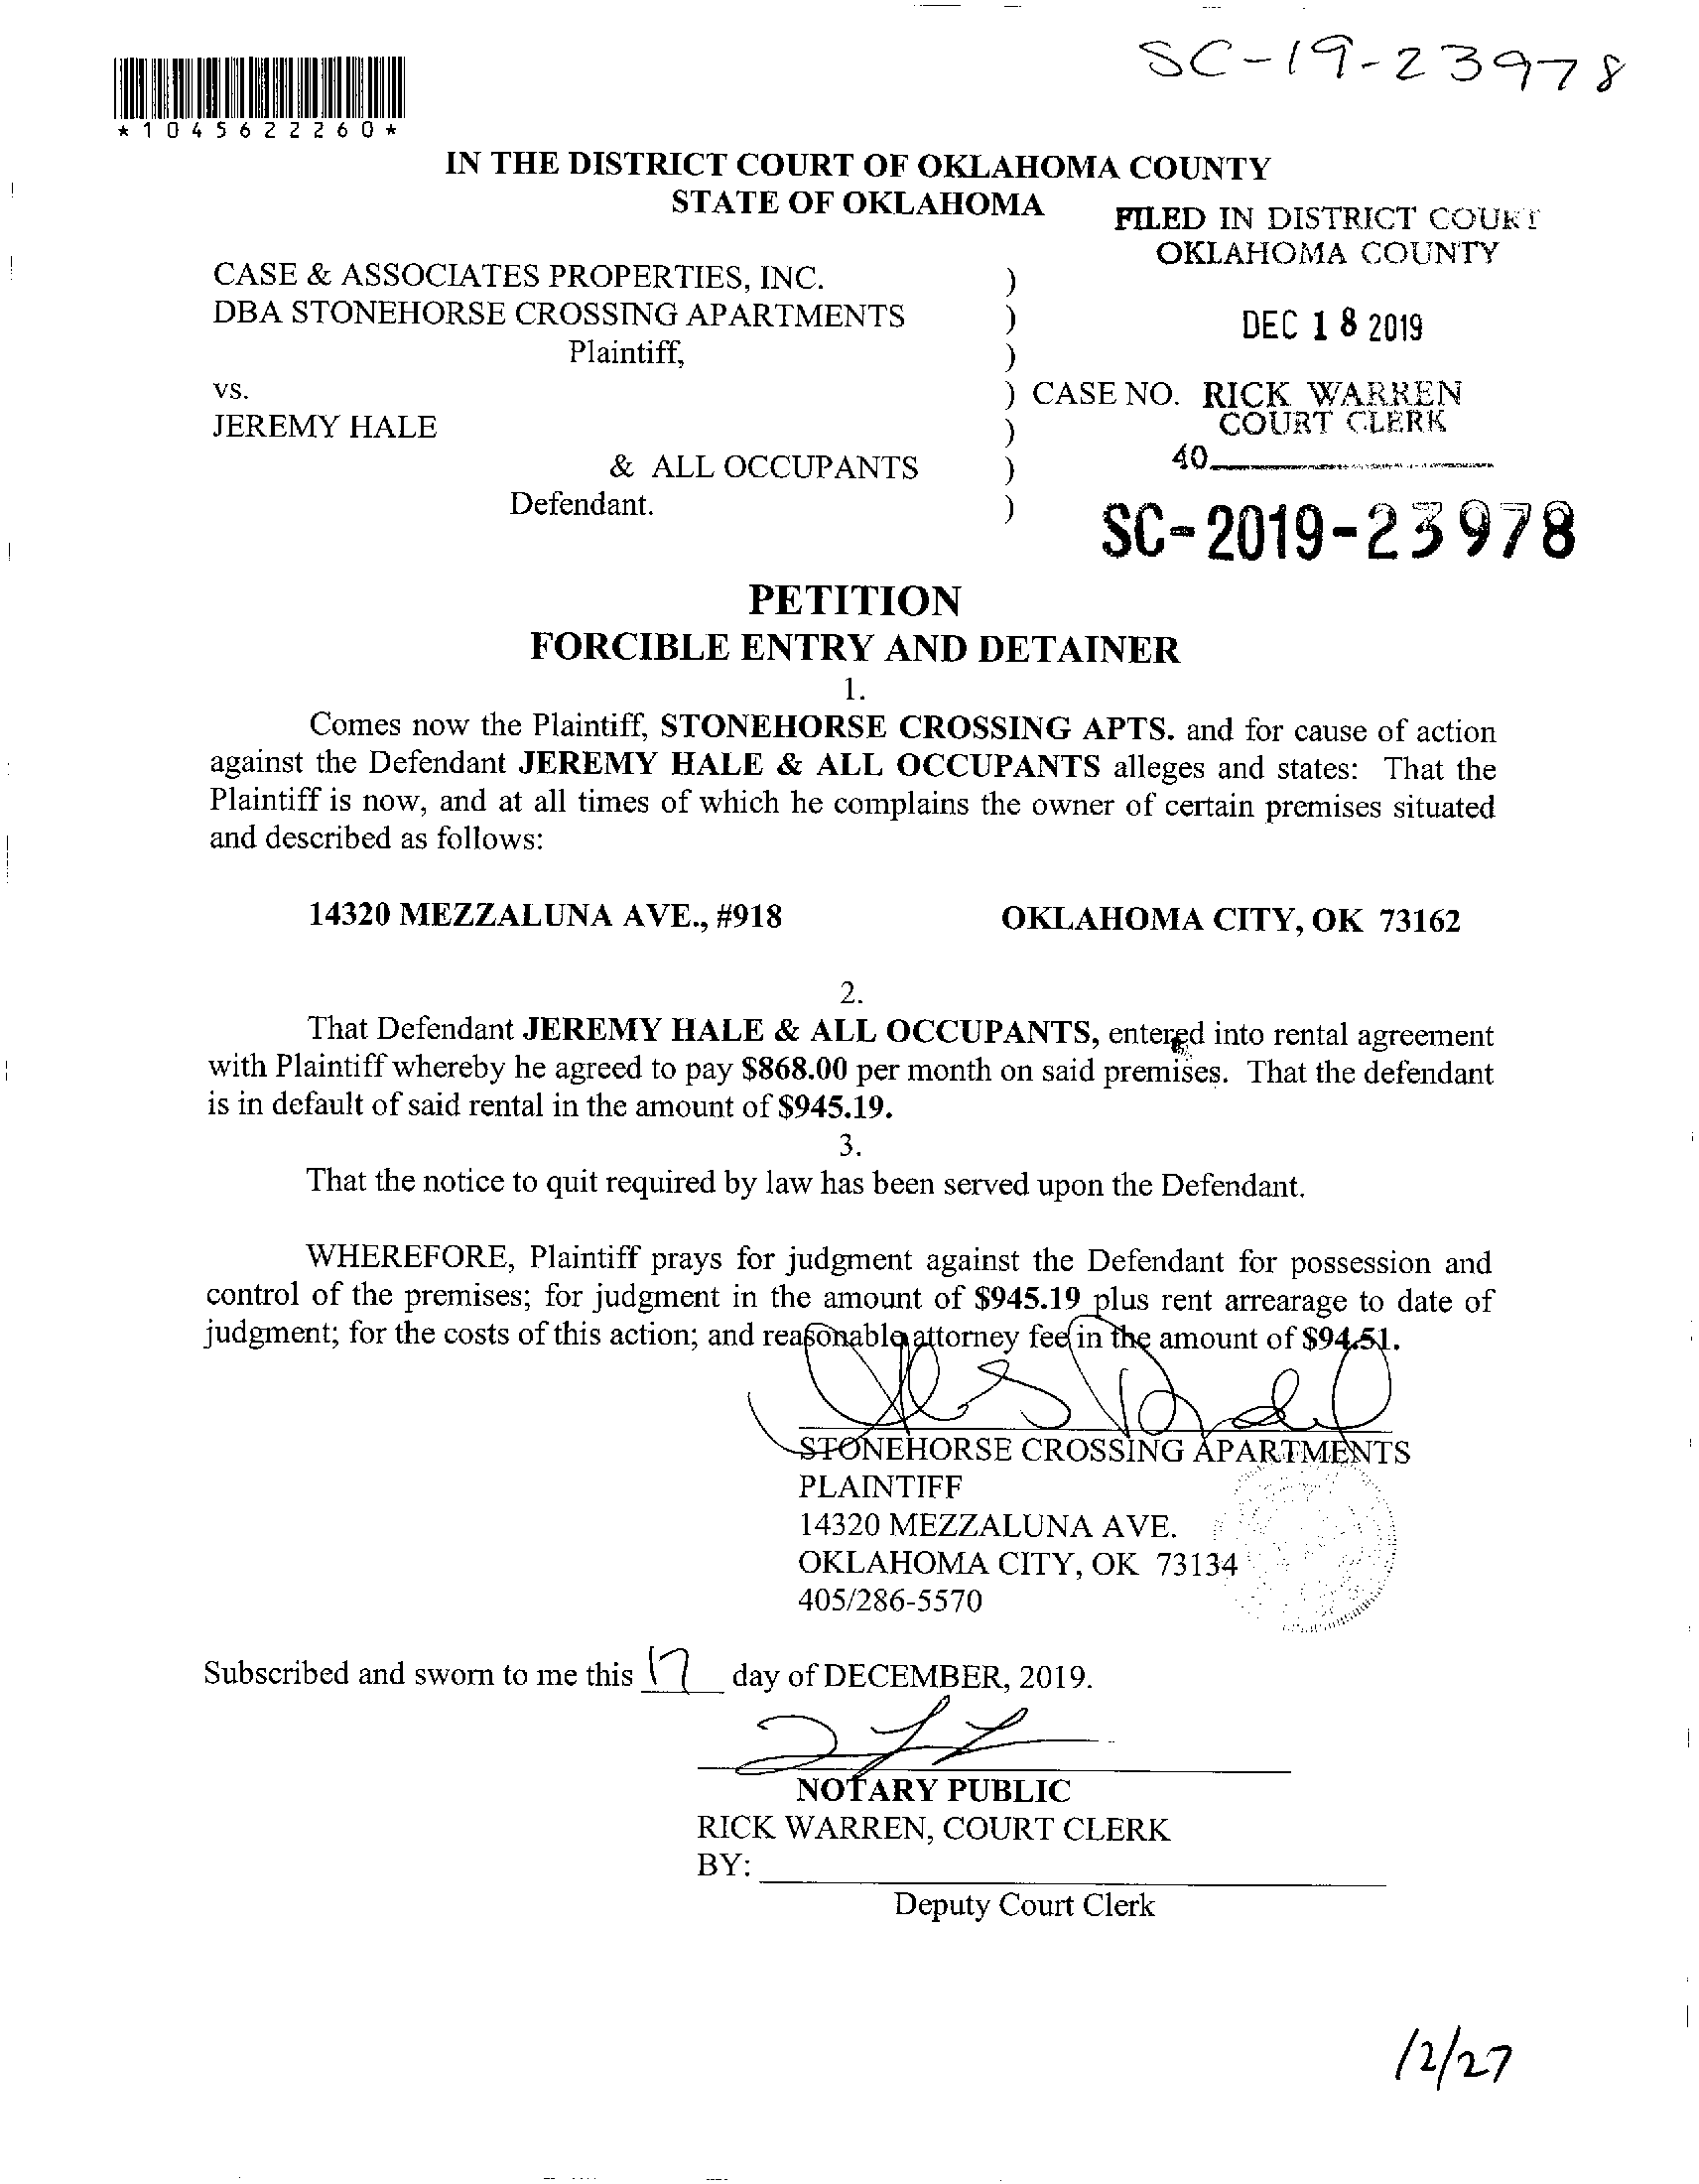 SC-19-23978
*1045622260*
IN THE DISTRICT COURT OF OKLAHOMA COUNTY
STATE OF OKLAHOMA
FILED IN DISTRICT COURT
OKLAHOMA COUNTY
CASE & ASSOCIATES PROPERTIES, INC. )
DBA STONEHORSE CROSSING APARTMENTS )
DEC 18 2019
Plaintiff, )
vs. ) CASE NO. RICK WARREN
JEREMY HALE ) COURT CLERK
& ALL OCCUPANTS ) 40
Defendant. )
SC-2019-23978
PETITION
FORCIBLE ENTRY AND DETAINER
1.
Comes now the Plaintiff, STONEHORSE CROSSING APTS. and for cause of action
against the Defendant JEREMY HALE & ALL OCCUPANTS alleges and states: That the
Plaintiff is now, and at all times of which he complains the owner of certain premises situated
and described as follows:
14320 MEZZALUNA AVE., #918 OKLAHOMA CITY, OK 73162
2.
That Defendant JEREMY HALE & ALL OCCUPANTS, entered into rental agreement
with Plaintiff whereby he agreed to pay $868.00 per month on said premises. That the defendant
is in default of said rental in the amount of $945.19.
3.
That the notice to quit required by law has been served upon the Defendant.
WHEREFORE, Plaintiff prays for judgment against the Defendant for possession and
control of the premises; for judgment in the amount of $945.19 plus rent arrearage to date of
judgment; for the costs of this action; and reasonable attorney fee in the amount of $94.51.
STONEHORSE CROSSING APARTMENTS
PLAINTIFF
14320 MEZZALUNA AVE.
OKLAHOMA CITY, OK 73134
405/286-5570
Subscribed and sworn to me this 17 day of DECEMBER, 2019.
NOTARY PUBLIC
RICK WARREN, COURT CLERK
BY:
Deputy Court Clerk
12/27